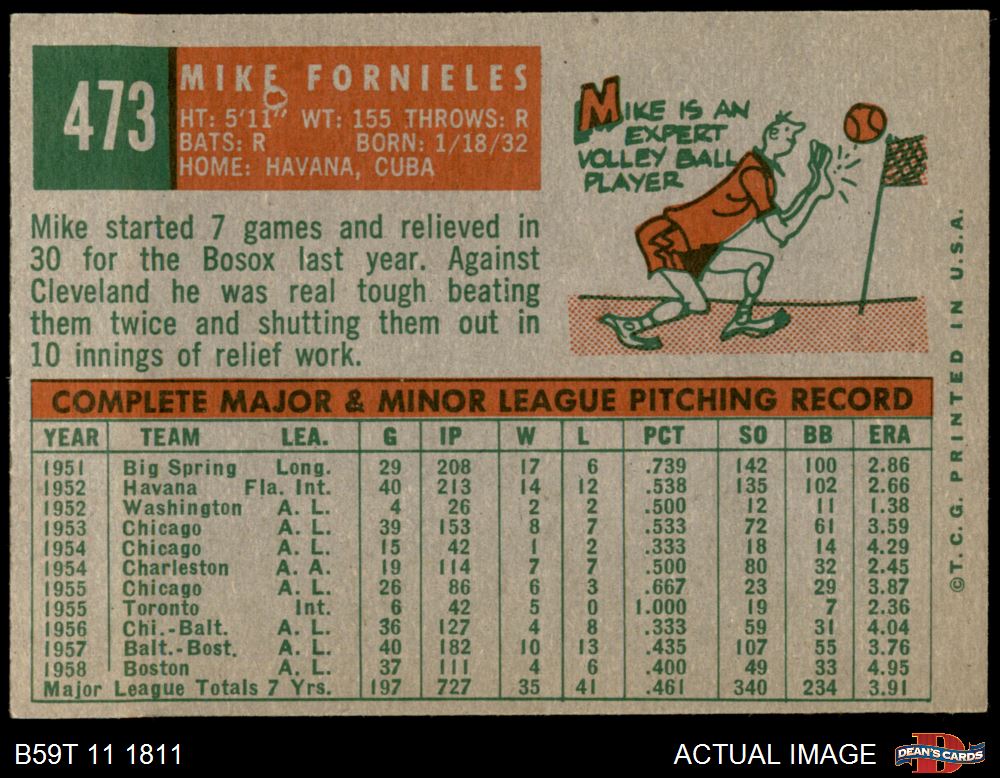 473
MIKE FORNIELES
HT: 5'11" WT: 155 THROWS: R
BATS: R BORN: 1/18/32
HOME: HAVANA, CUBA
MIKE IS AN
EXPERT
VOLLEY BALL
PLAYER
Mike started 7 games and relieved in
30 for the Bosox last year. Against
Cleveland he was real tough beating
them twice and shutting them out in
10 innings of relief work.
COMPLETE MAJOR & MINOR LEAGUE PITCHING RECORD
YEAR TEAM LEA. G IP W L PCT SO BB ERA
1951 Big Spring Long. 29 208 17 6 .739 142 100 2.86
1952 Havana Fla. Int. 40 213 14 12 .538 135 102 2.66
1952 Washington A. L. 4 26 2 2 .500 12 11 1.38
1953 Chicago A. L. 39 153 8 7 .533 72 61 3.59
1954 Chicago A. L. 15 42 1 2 .333 18 14 4.29
1954 Charleston A. A. 19 114 7 7 .500 80 32 2.45
1955 Chicago A. L. 26 86 6 3 .667 23 29 3.87
1955 Toronto Int. 6 42 5 0 1.000 19 7 2.36
1956 Chi.-Balt. A. L. 36 127 4 8 .333 59 31 4.04
1957 Balt.-Bost. A. L. 40 182 10 13 .435 107 55 3.76
1958 Boston A. L. 37 111 4 6 .400 49 33 4.95
Major League Totals 7 Yrs. 197 727 35 41 .461 340 234 3.91
©T. C. G. PRINTED IN U.S.A.
B59T 11 1811
ACTUAL IMAGE
DEAN'S CARDS